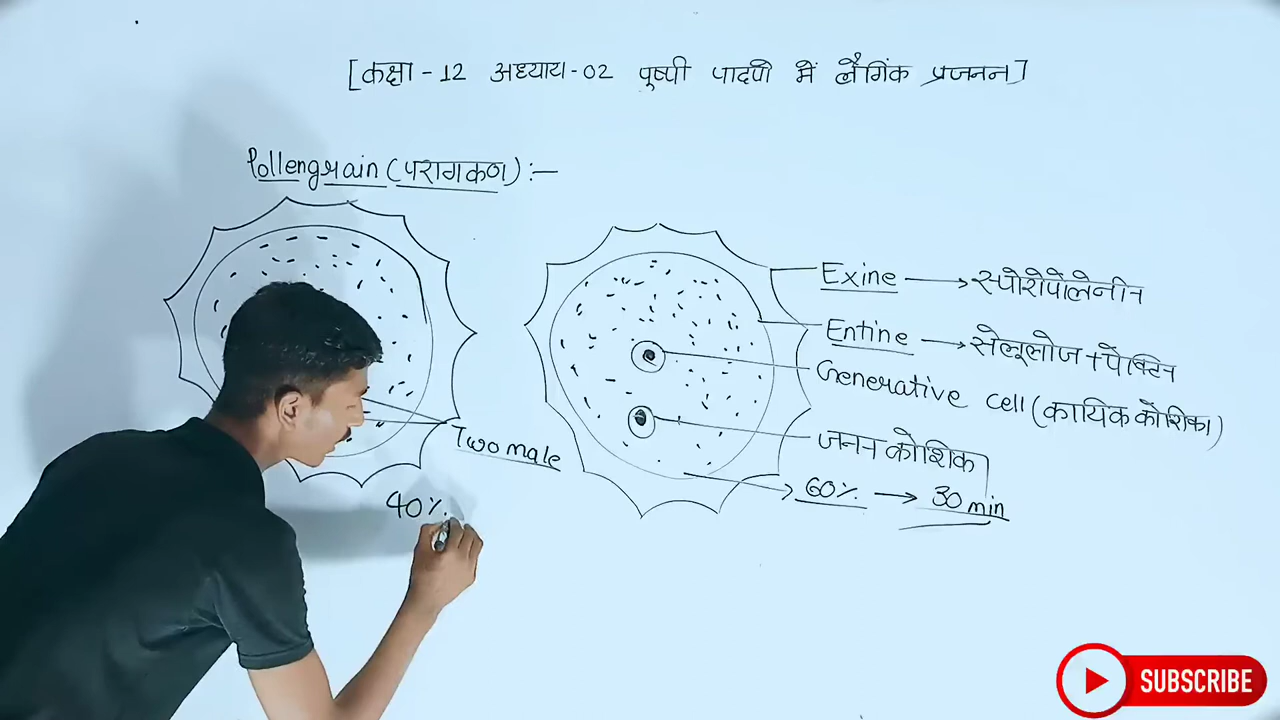 [कक्षा - 12 अध्याय - 02 पुष्पी पादपो में लैगिंक प्रजनन]
Pollengrain (परागकण) :-
Exine → स्पोरोपोलेनीन
Entine → सेलूलोज + पेक्टिन
Generative cell (कायिक कोशिका)
जनन कोशिक
Two male
60% → 30 min
40%
SUBSCRIBE